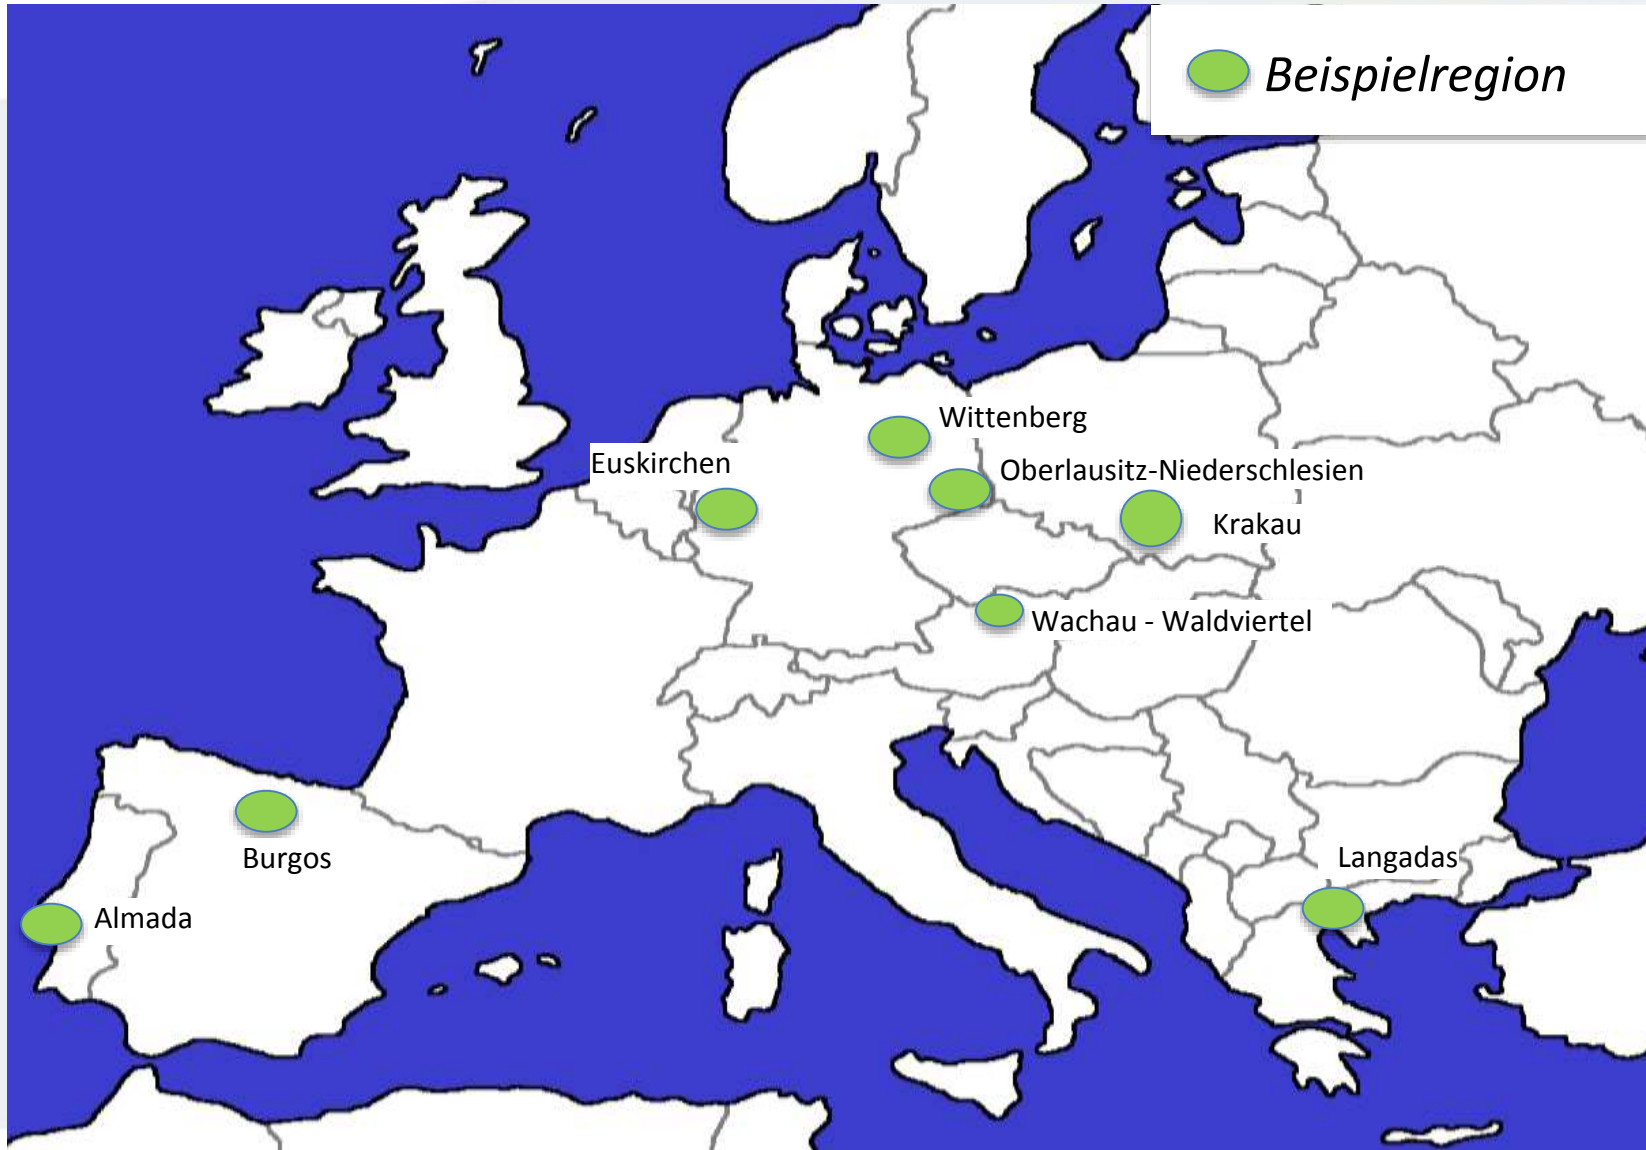 Beispielregion
Wittenberg
Euskirchen
Oberlausitz-Niederschlesien
Krakau
Wachau - Waldviertel
Burgos
Langadas
Almada